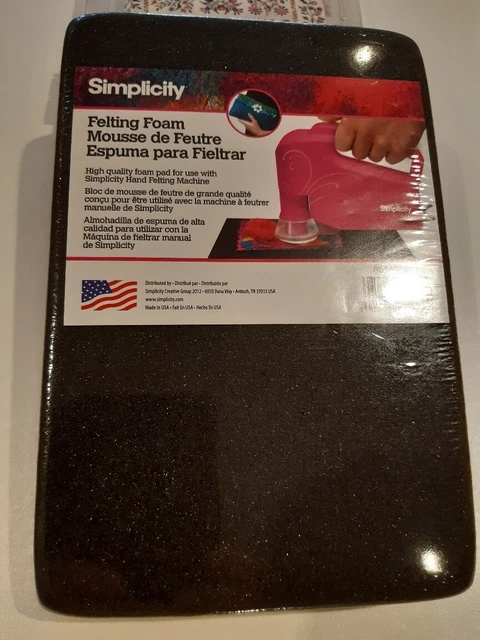 Simplicity
Felting Foam
Mousse de Feutre
Espuma para Fieltrar
High quality foam pad for use with
Simplicity Hand Felting Machine
Bloc de mousse de feutre de grande qualité
conçu pour être utilisé avec la machine à feutrer
manuelle de Simplicity
Almohadilla de espuma de alta
calidad para utilizar con la
Máquina de fieltrar manual
de Simplicity
Simplicity
Distributed by • Distribué par • Distribuido por
Simplicity Creative Group 2012 • 6050 Dana Way • Antioch, TN 37013 USA
www.simplicity.com
Made in USA • Fait En USA • Hecho En USA